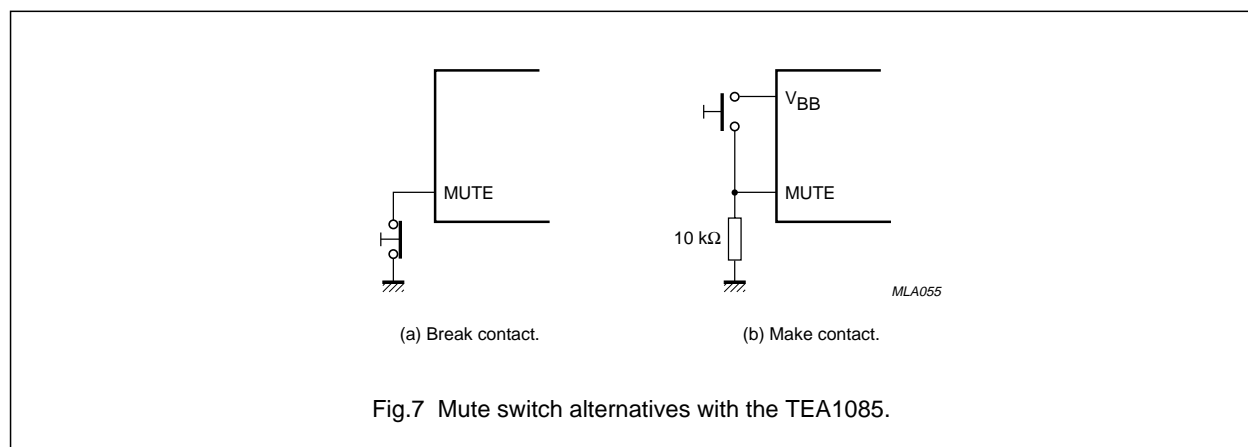 V_BB
MUTE
MUTE
10 kΩ
MLA055
(a) Break contact.
(b) Make contact.
Fig.7 Mute switch alternatives with the TEA1085.